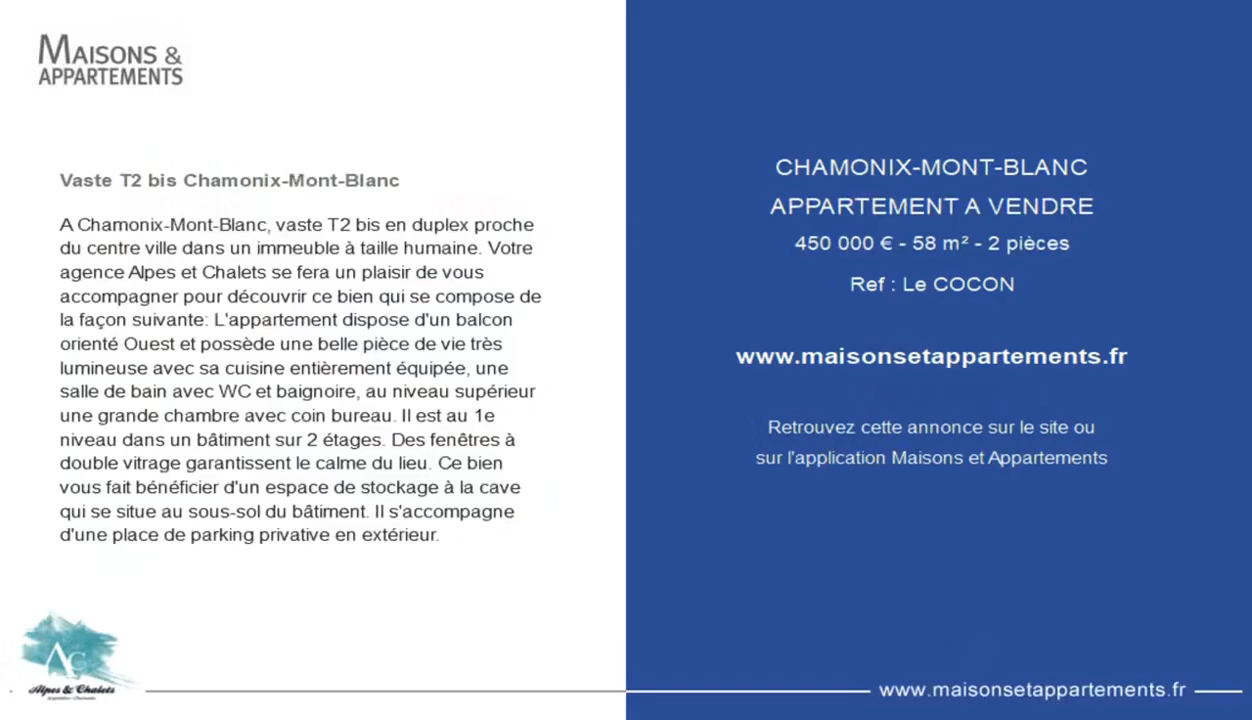 MAISONS &
APPARTEMENTS
Vaste T2 bis Chamonix-Mont-Blanc
A Chamonix-Mont-Blanc, vaste T2 bis en duplex proche
du centre ville dans un immeuble à taille humaine. Votre
agence Alpes et Chalets se fera un plaisir de vous
accompagner pour découvrir ce bien qui se compose de
la façon suivante: L'appartement dispose d'un balcon
orienté Ouest et possède une belle pièce de vie très
lumineuse avec sa cuisine entièrement équipée, une
salle de bain avec WC et baignoire, au niveau supérieur
une grande chambre avec coin bureau. Il est au 1e
niveau dans un bâtiment sur 2 étages. Des fenêtres à
double vitrage garantissent le calme du lieu. Ce bien
vous fait bénéficier d'un espace de stockage à la cave
qui se situe au sous-sol du bâtiment. Il s'accompagne
d'une place de parking privative en extérieur.
AC
Alpes & Chalets
CHAMONIX-MONT-BLANC
APPARTEMENT A VENDRE
450 000 € - 58 m² - 2 pièces
Ref : Le COCON
www.maisonsetappartements.fr
Retrouvez cette annonce sur le site ou
sur l'application Maisons et Appartements
www.maisonsetappartements.fr